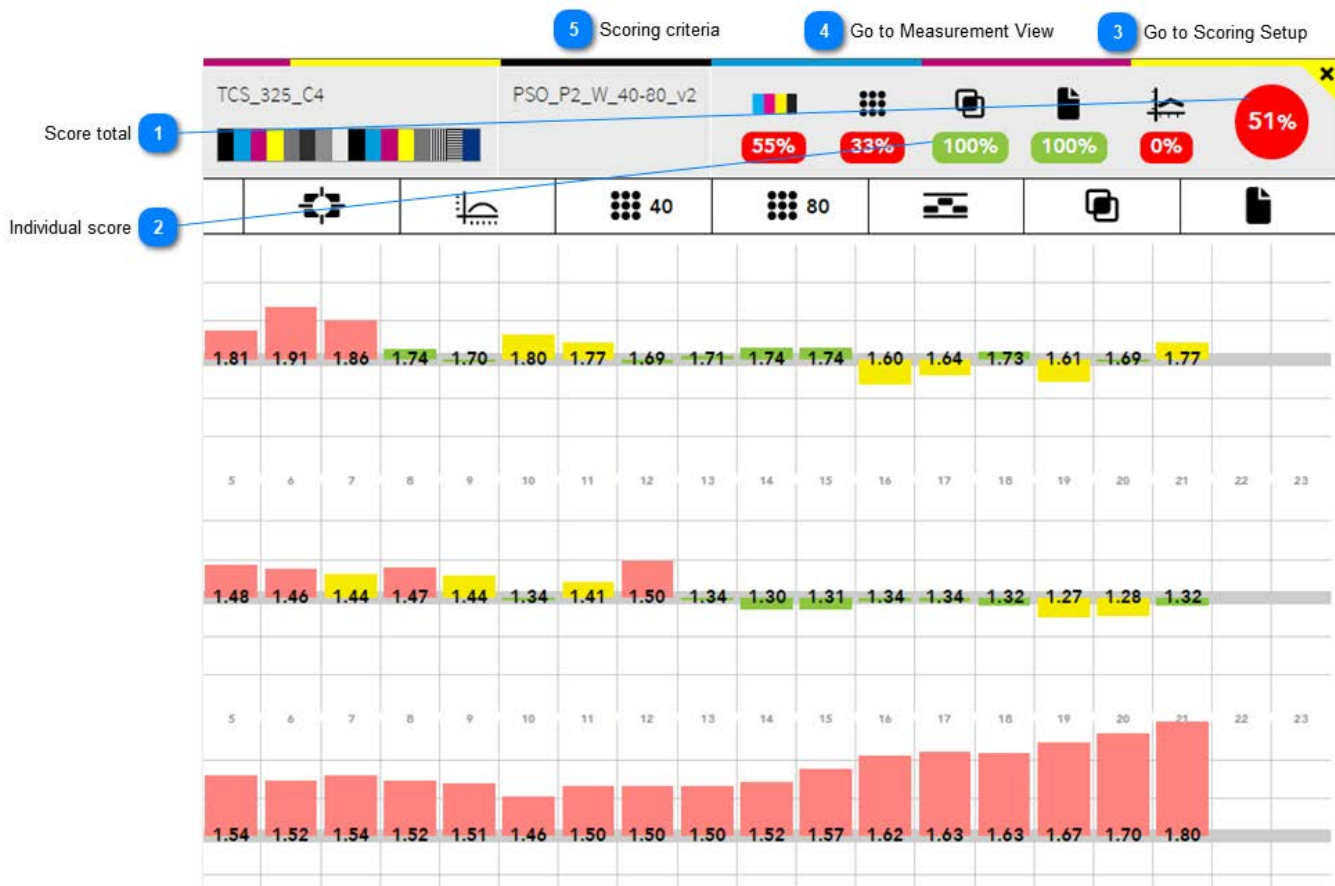 5 Scoring criteria 4 Go to Measurement View 3 Go to Scoring Setup
TCS_325_C4 PSO_P2_W_40-80_v2
Score total 1
51%
55% 33% 100% 100% 0%
40 80
Individual score 2
1.81 1.91 1.86 1.74 1.70 1.80 1.77 1.69 1.71 1.74 1.74 1.60 1.64 1.73 1.61 1.69 1.77
5 6 7 8 9 10 11 12 13 14 15 16 17 18 19 20 21 22 23
1.48 1.46 1.44 1.47 1.44 1.34 1.41 1.50 1.34 1.30 1.31 1.34 1.34 1.32 1.27 1.28 1.32
5 6 7 8 9 10 11 12 13 14 15 16 17 18 19 20 21 22 23
1.54 1.52 1.54 1.52 1.51 1.46 1.50 1.50 1.50 1.52 1.57 1.62 1.63 1.63 1.67 1.70 1.80